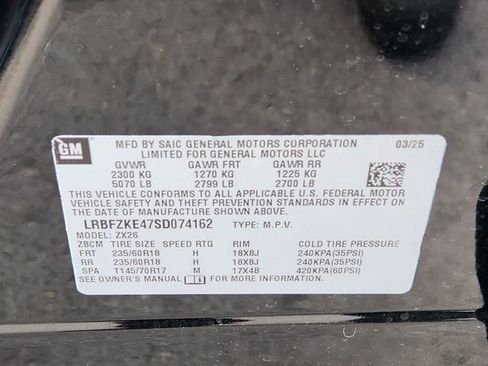 GM
MFD BY SAIC GENERAL MOTORS CORPORATION 03/25
LIMITED FOR GENERAL MOTORS LLC
GVWR GAWR FRT GAWR RR
2300 KG 1270 KG 1225 KG
5070 LB 2799 LB 2700 LB
THIS VEHICLE CONFORMS TO ALL APPLICABLE U.S. FEDERAL MOTOR
VEHICLE SAFETY AND THEFT PREVENTION STANDARDS IN EFFECT ON
THE DATE OF MANUFACTURE SHOWN ABOVE.
LRBFZKE47SD074162 TYPE: M.P.V.
MODEL: ZX26
ZBCM TIRE SIZE SPEED RTG RIM COLD TIRE PRESSURE
FRT 235/60R18 H 18X8J 240KPA(35PSI)
RR 235/60R18 H 18X8J 240KPA(35PSI)
SPA T145/70R17 M 17X4B 420KPA(60PSI)
SEE OWNER'S MANUAL FOR MORE INFORMATION